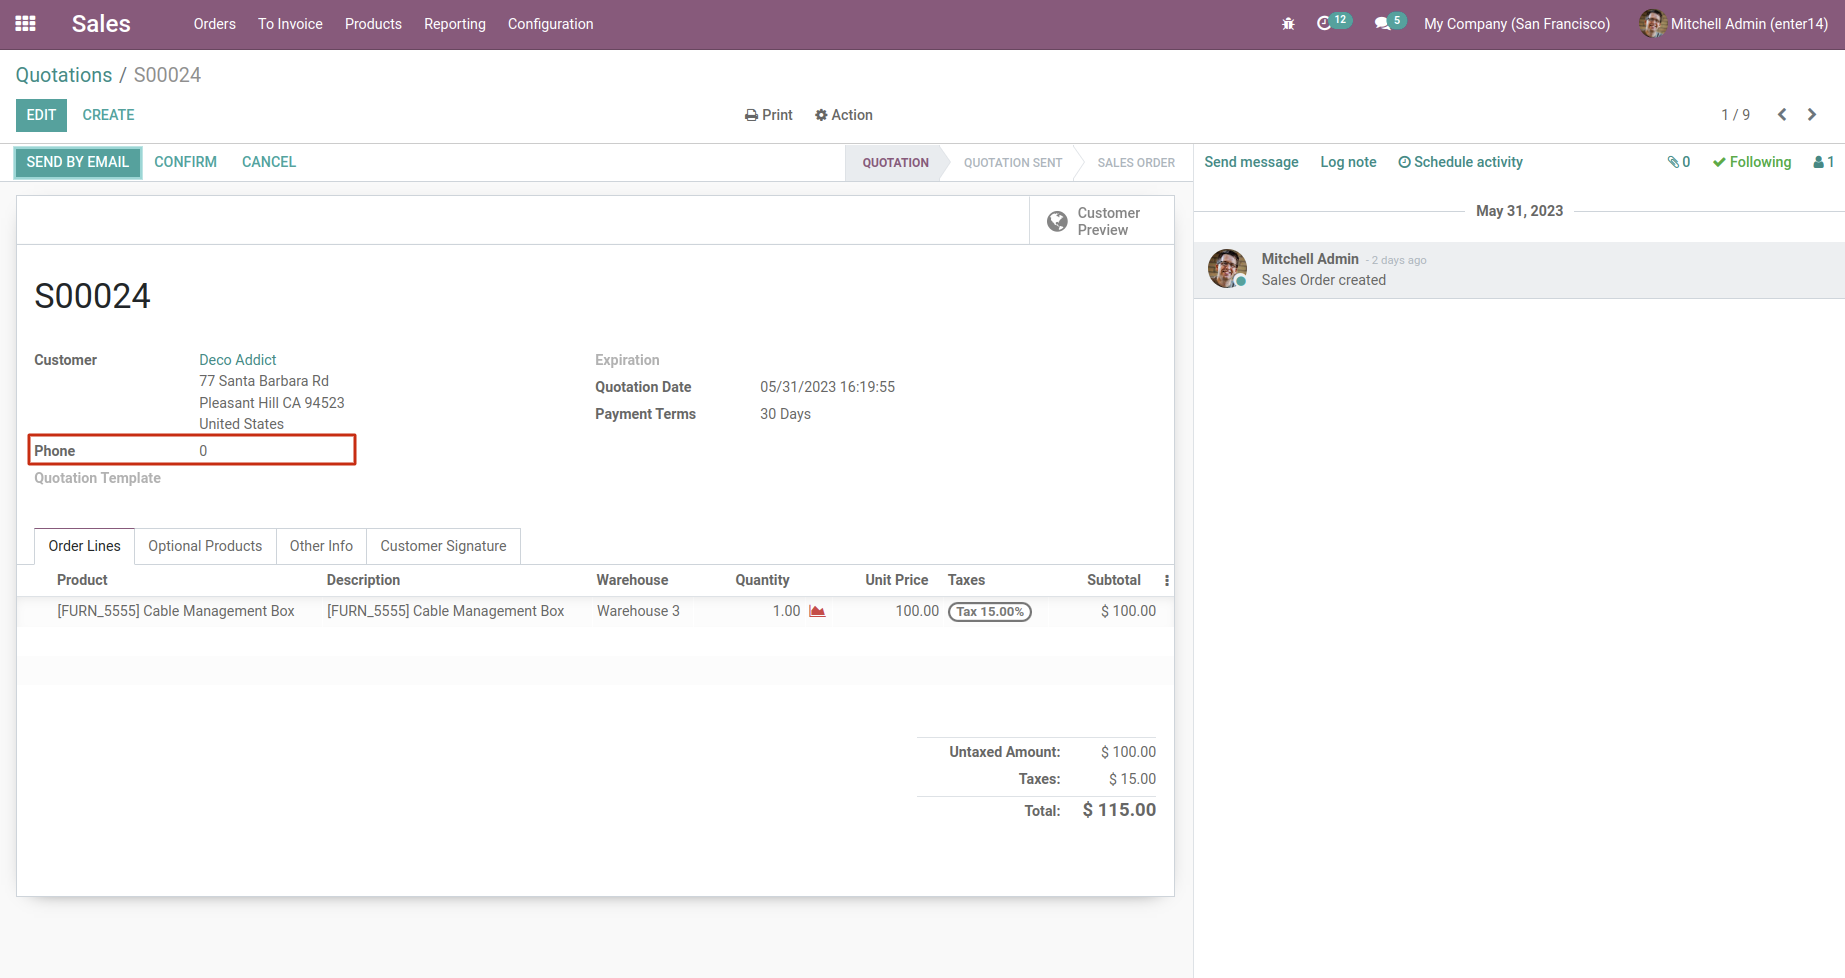 Sales Orders To Invoice Products Reporting Configuration 12 5 My Company (San Francisco) Mitchell Admin (enter14)
Quotations / S00024
EDIT CREATE Print Action 1 / 9
SEND BY EMAIL CONFIRM CANCEL QUOTATION QUOTATION SENT SALES ORDER Send message Log note Schedule activity 0 Following 1
May 31, 2023
Customer
Preview
Mitchell Admin - 2 days ago
Sales Order created
S00024
Customer Deco Addict
77 Santa Barbara Rd
Pleasant Hill CA 94523
United States
Phone 0
Quotation Template
Expiration
Quotation Date 05/31/2023 16:19:55
Payment Terms 30 Days
Order Lines Optional Products Other Info Customer Signature
Product Description Warehouse Quantity Unit Price Taxes Subtotal
[FURN_5555] Cable Management Box [FURN_5555] Cable Management Box Warehouse 3 1.00 100.00 Tax 15.00% $ 100.00
Untaxed Amount: $ 100.00
Taxes: $ 15.00
Total: $ 115.00